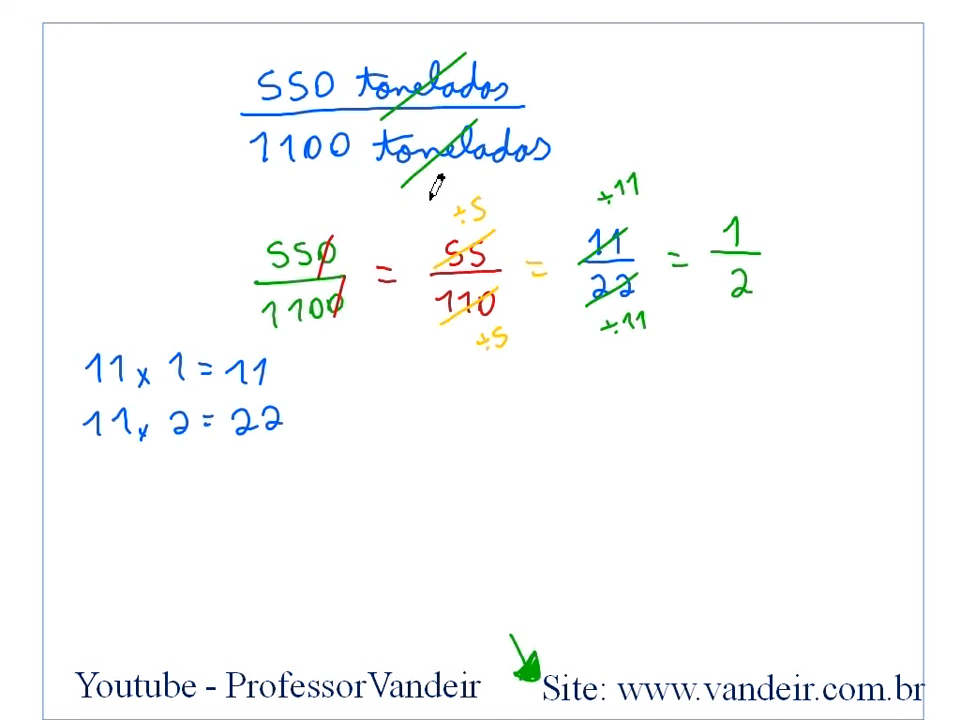 550 toneladas
1100 toneladas
÷5 ÷11
550 = 55 = 11 = 1
1100 110 22 2
÷5 ÷11
11 x 1 = 11
11 x 2 = 22
Youtube - ProfessorVandeir Site: www.vandeir.com.br